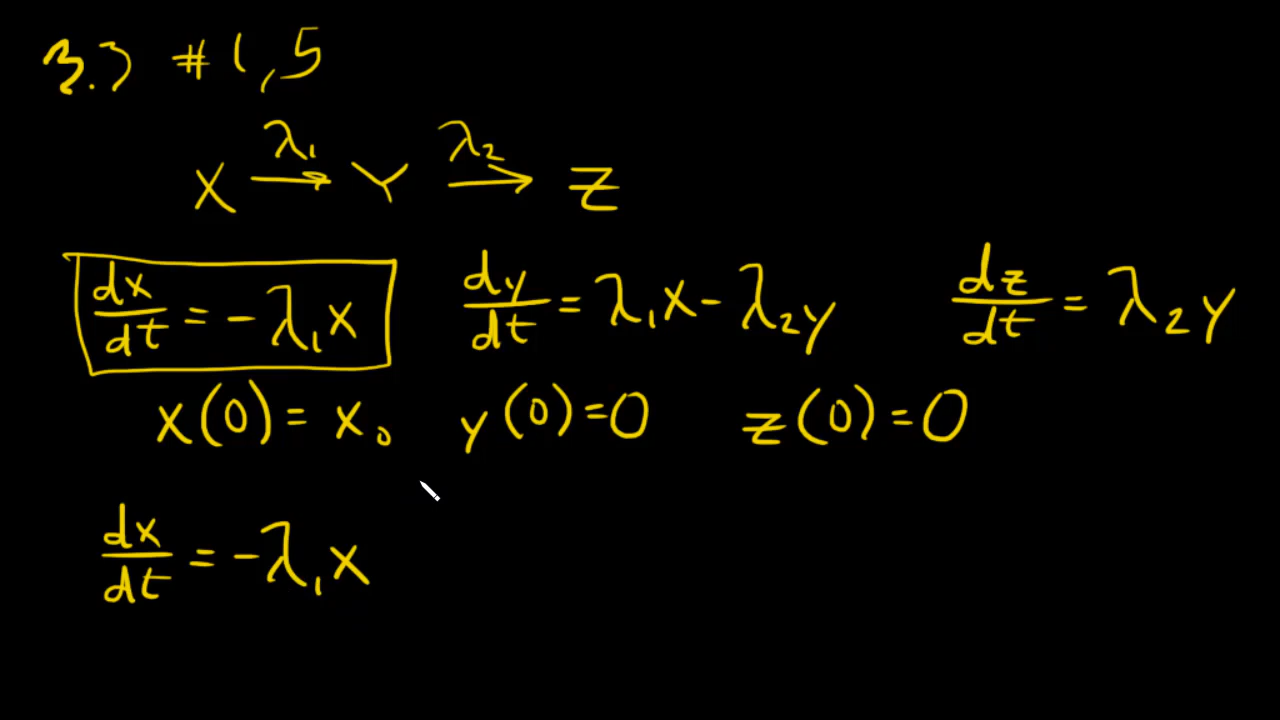 3.3 #1,5
X λ₁→ Y λ₂→ Z
dx/dt = -λ₁x dy/dt = λ₁x - λ₂y dz/dt = λ₂y
x(0) = x₀ y(0) = 0 z(0) = 0
dx/dt = -λ₁x